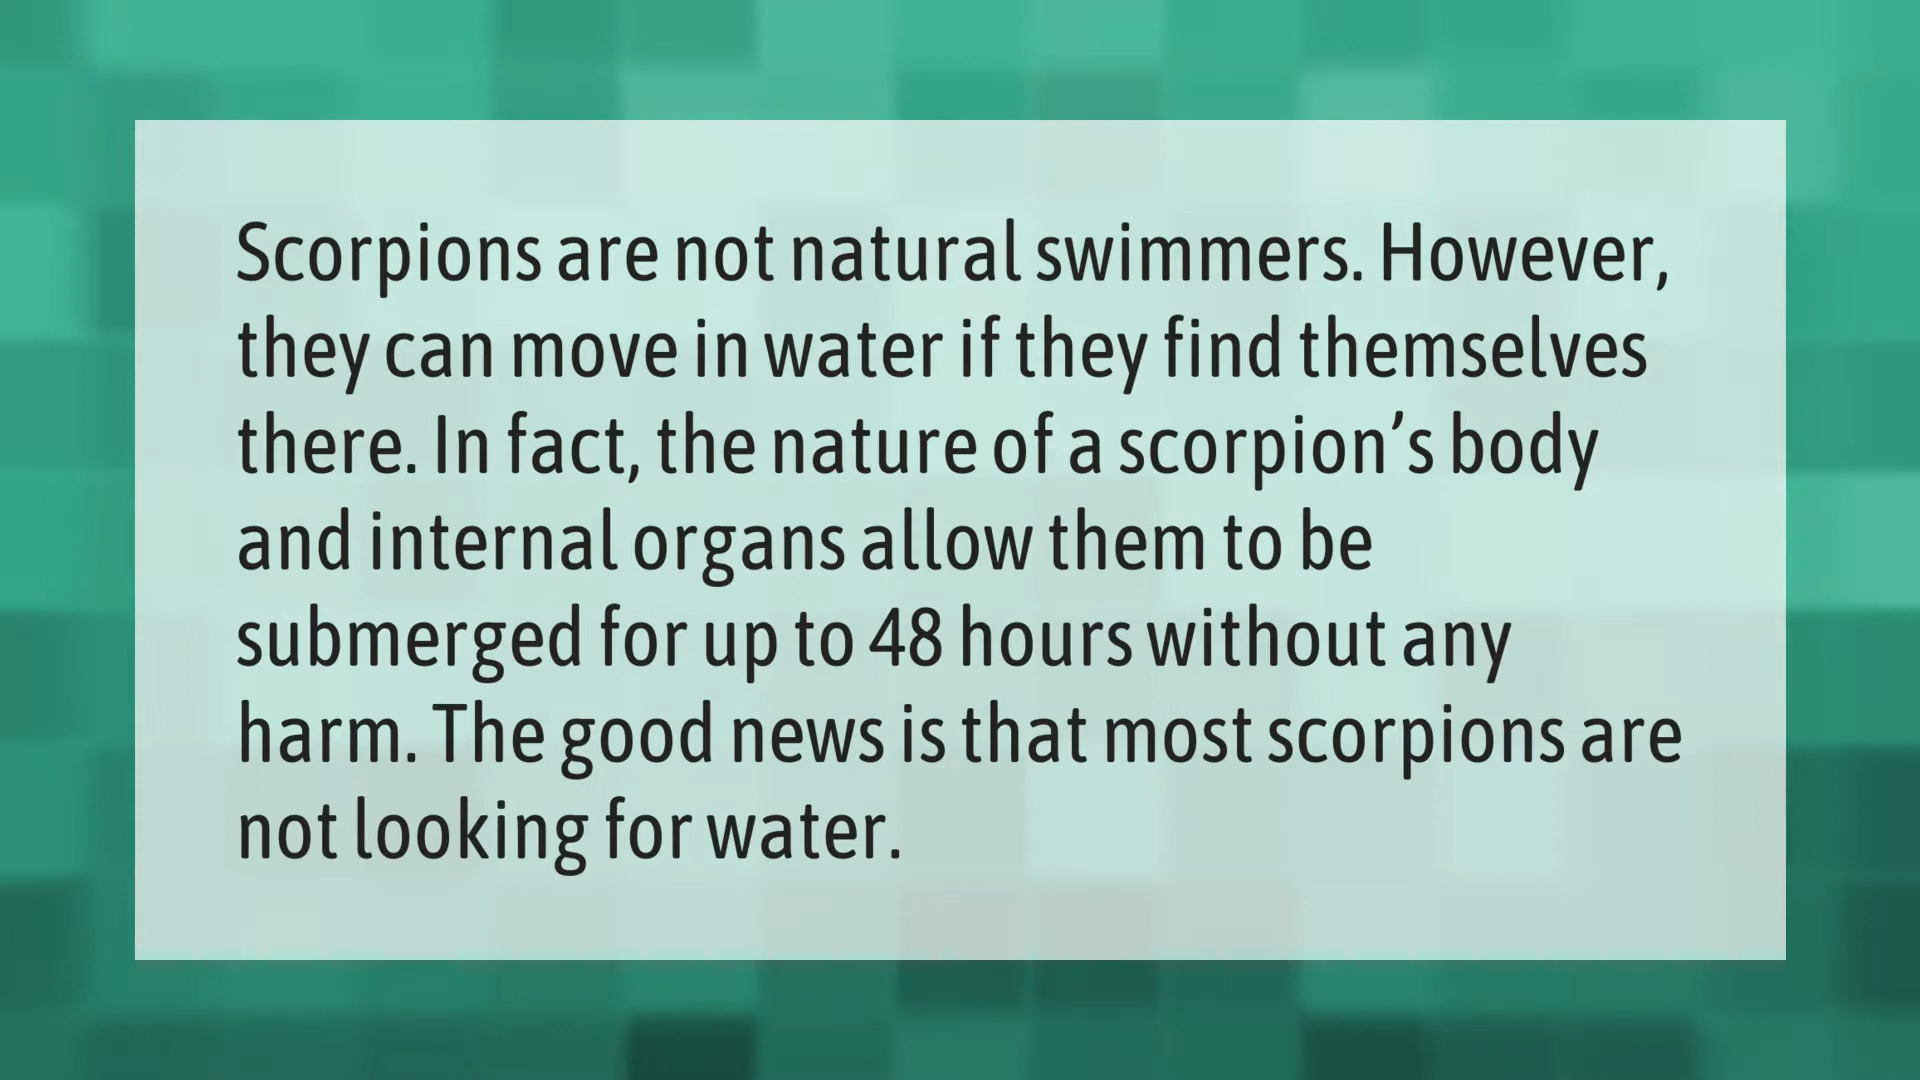 Scorpions are not natural swimmers. However,
they can move in water if they find themselves
there. In fact, the nature of a scorpion’s body
and internal organs allow them to be
submerged for up to 48 hours without any
harm. The good news is that most scorpions are
not looking for water.